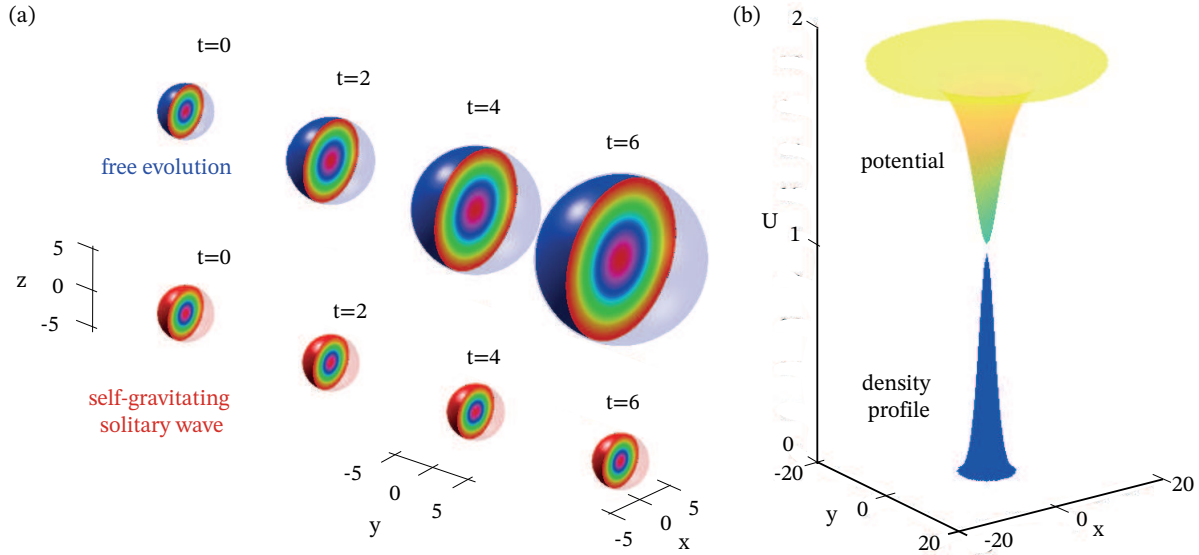 (a)
t=0
t=2
t=4
t=6
free evolution
5
z
0
-5
t=0
t=2
t=4
t=6
self-gravitating
solitary wave
-5
0
5
y
-5
0
5
x
(b)
2
U
1
0
potential
density
profile
-20
y
0
20
-20
0
x
20